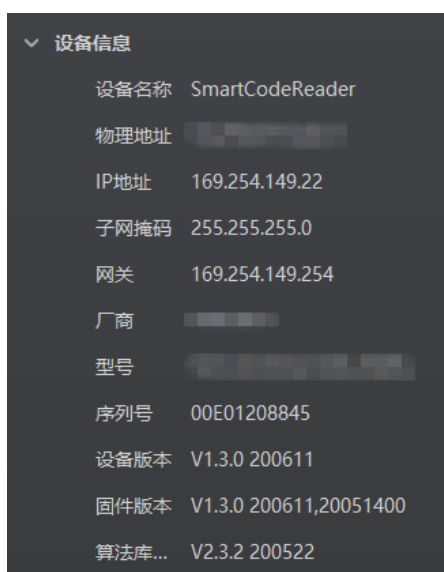 设备信息
设备名称 SmartCodeReader
物理地址
IP地址 169.254.149.22
子网掩码 255.255.255.0
网关 169.254.149.254
厂商
型号
序列号 00E01208845
设备版本 V1.3.0 200611
固件版本 V1.3.0 200611,20051400
算法库... V2.3.2 200522